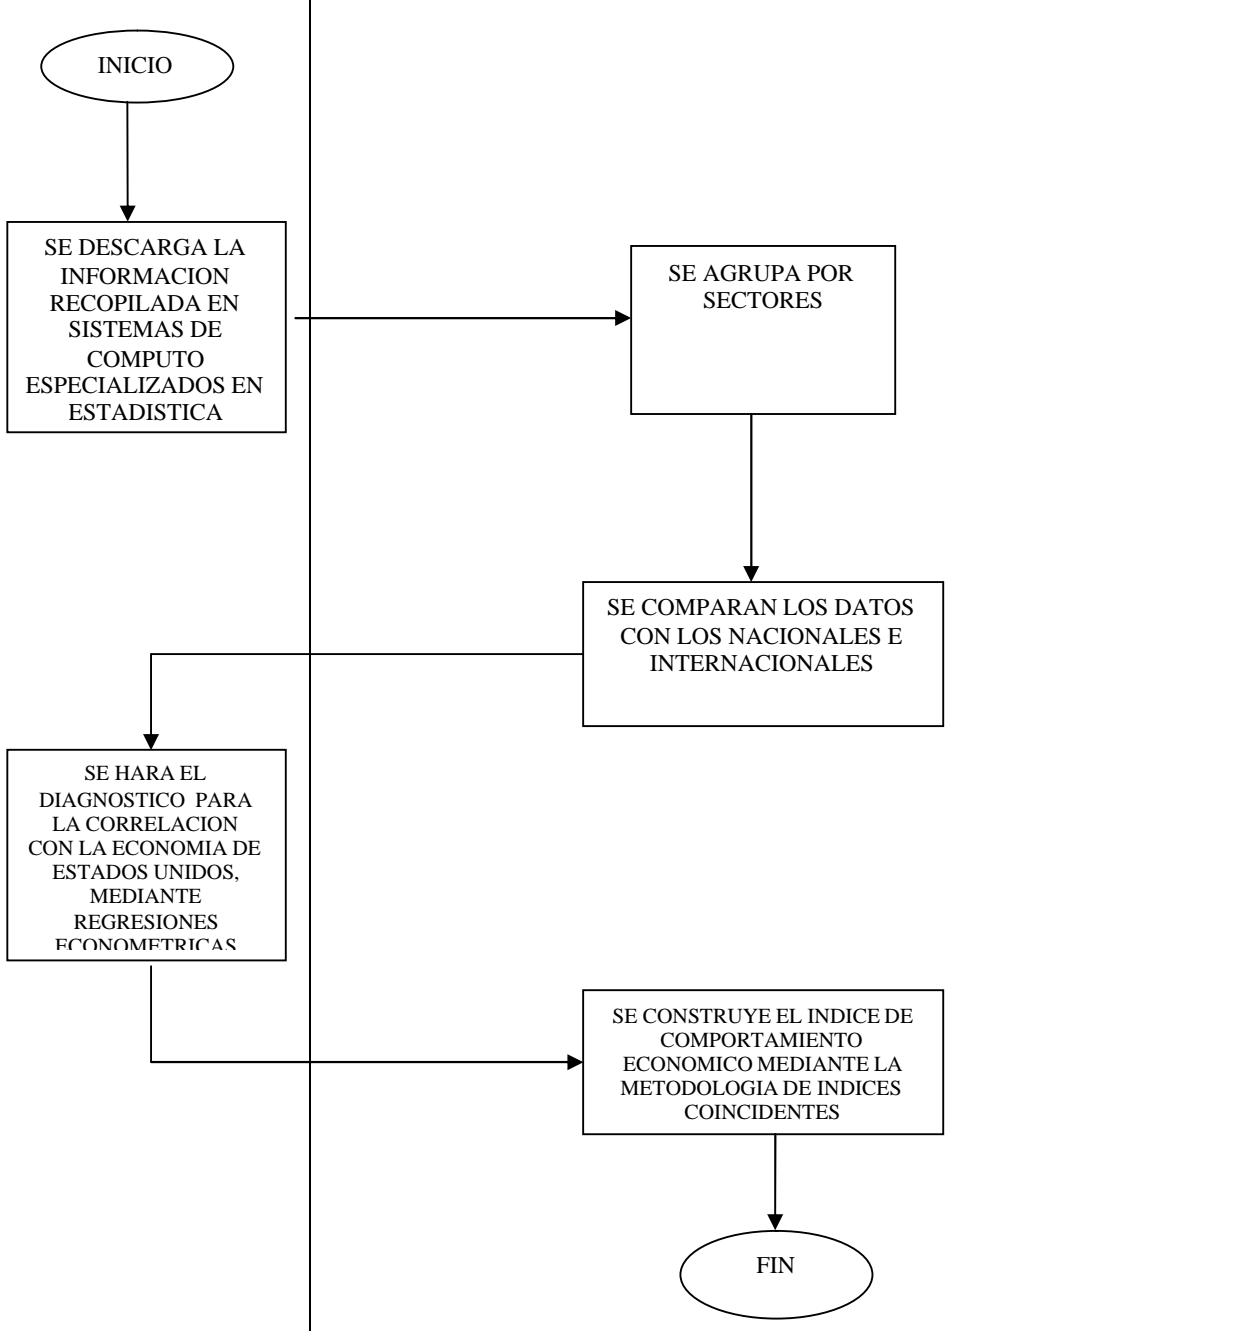 INICIO
SE DESCARGA LA
INFORMACION
RECOPILADA EN
SISTEMAS DE
COMPUTO
ESPECIALIZADOS EN
ESTADISTICA
SE AGRUPA POR
SECTORES
SE COMPARAN LOS DATOS
CON LOS NACIONALES E
INTERNACIONALES
SE HARA EL
DIAGNOSTICO PARA
LA CORRELACION
CON LA ECONOMIA DE
ESTADOS UNIDOS,
MEDIANTE
REGRESIONES
ECONOMETRICAS
SE CONSTRUYE EL INDICE DE
COMPORTAMIENTO
ECONOMICO MEDIANTE LA
METODOLOGIA DE INDICES
COINCIDENTES
FIN